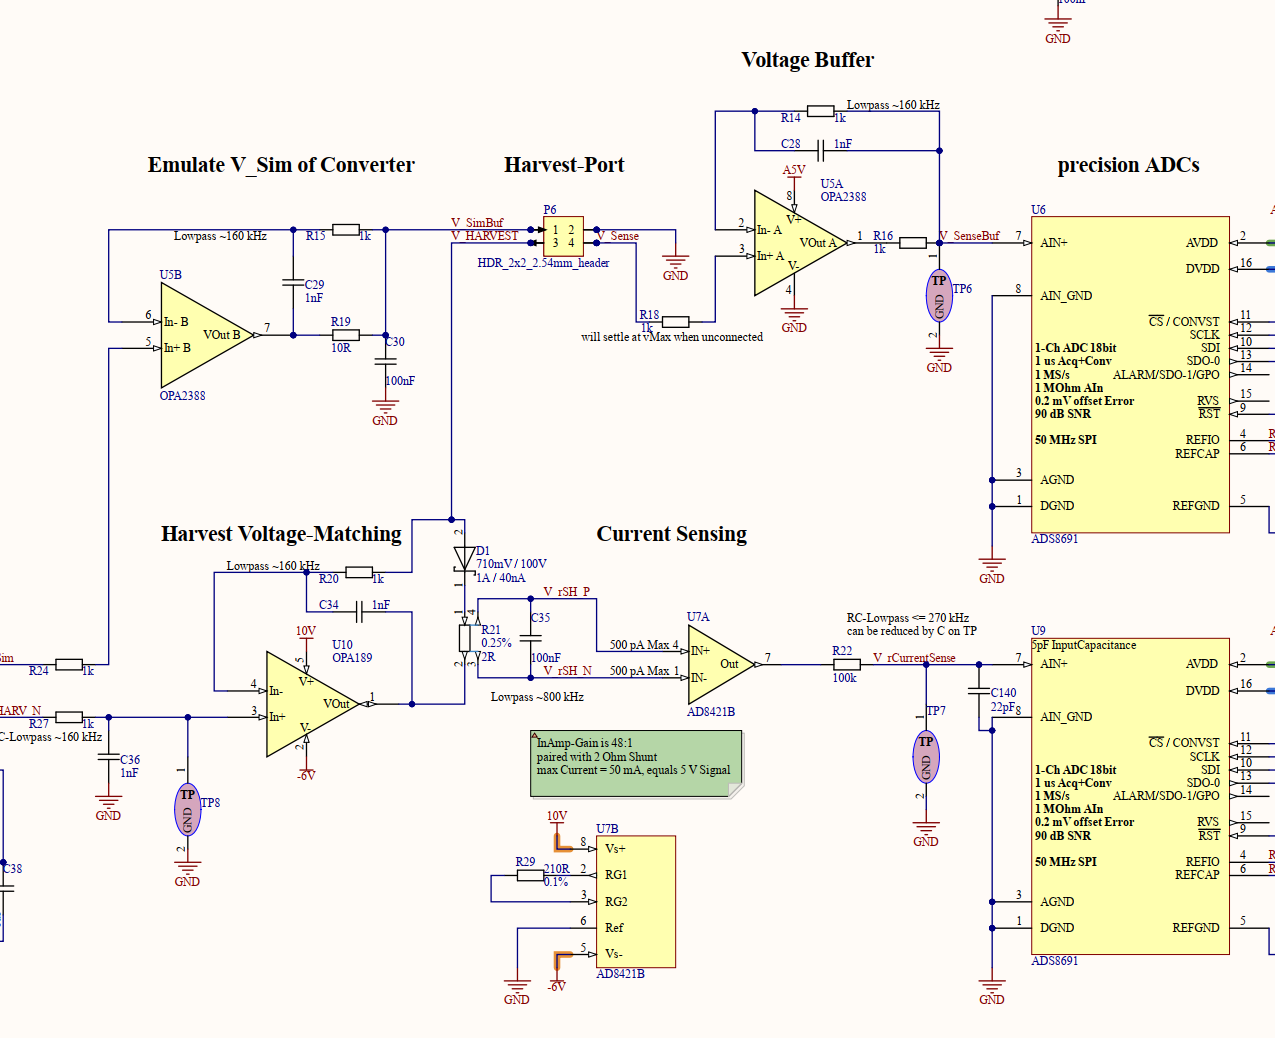 100nF
GND
Voltage Buffer
Lowpass ~160 kHz
R14
1k
C28
1nF
A5V
U5A
OPA2388
8
V+
2
In- A
3
In+ A
VOut A
1
V-
4
GND
R16
1k
V_SenseBuf
1
TP
GND
TP6
2
GND
Emulate V_Sim of Converter
Lowpass ~160 kHz
R15
1k
U5B
C29
1nF
6
In- B
5
In+ B
VOut B
7
R19
10R
C30
100nF
GND
OPA2388
Harvest-Port
V_SimBuf
V_HARVEST
P6
1 2
3 4
V_Sense
HDR_2x2_2.54mm_header
GND
R18
1k
will settle at vMax when unconnected
precision ADCs
U6
7
AIN+
AVDD
2
DVDD
16
8
AIN_GND
CS / CONVST
11
SCLK
12
1-Ch ADC 18bit
SDI
10
1 us Acq+Conv
SDO-0
13
1 MS/s
ALARM/SDO-1/GPO
14
1 MOhm AIn
0.2 mV offset Error
RVS
15
90 dB SNR
RST
9
50 MHz SPI
REFIO
4
R
REFCAP
6
R
3
AGND
1
DGND
REFGND
5
ADS8691
GND
Harvest Voltage-Matching
Lowpass ~160 kHz
R20
1k
C34
1nF
10V
U10
OPA189
5
V+
4
In-
3
In+
VOut
1
V-
2
-6V
Sim
R24
1k
HARV_N
R27
1k
C-Lowpass ~160 kHz
C36
1nF
GND
1
TP
GND
TP8
2
GND
C38
Current Sensing
2
D1
710mV / 100V
1A / 40nA
1
1
4
R21
0.25%
2R
2
3
V_rSH_P
C35
100nF
V_rSH_N
Lowpass ~800 kHz
500 pA Max
4
500 pA Max
1
U7A
IN+
IN-
Out
7
AD8421B
InAmp-Gain is 48:1
paired with 2 Ohm Shunt
max Current = 50 mA, equals 5 V Signal
10V
U7B
8
Vs+
R29
210R
0.1%
2
RG1
3
RG2
6
Ref
5
Vs-
AD8421B
GND
-6V
RC-Lowpass <= 270 kHz
can be reduced by C on TP
R22
100k
V_rCurrentSense
C140
22pF
1
TP7
TP
GND
2
GND
U9
5pF InputCapacitance
7
AIN+
AVDD
2
DVDD
16
8
AIN_GND
CS / CONVST
11
SCLK
12
1-Ch ADC 18bit
SDI
10
1 us Acq+Conv
SDO-0
13
1 MS/s
ALARM/SDO-1/GPO
14
1 MOhm AIn
0.2 mV offset Error
RVS
15
90 dB SNR
RST
9
50 MHz SPI
REFIO
4
R
REFCAP
6
R
3
AGND
1
DGND
REFGND
5
ADS8691
GND